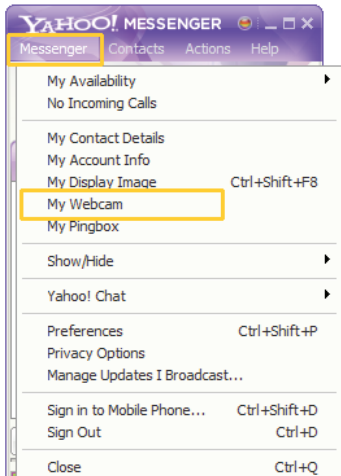 YAHOO! MESSENGER
Messenger Contacts Actions Help
My Availability
No Incoming Calls
My Contact Details
My Account Info
My Display Image Ctrl+Shift+F8
My Webcam
My Pingbox
Show/Hide
Yahoo! Chat
Preferences Ctrl+Shift+P
Privacy Options
Manage Updates I Broadcast...
Sign in to Mobile Phone... Ctrl+Shift+D
Sign Out Ctrl+D
Close Ctrl+Q